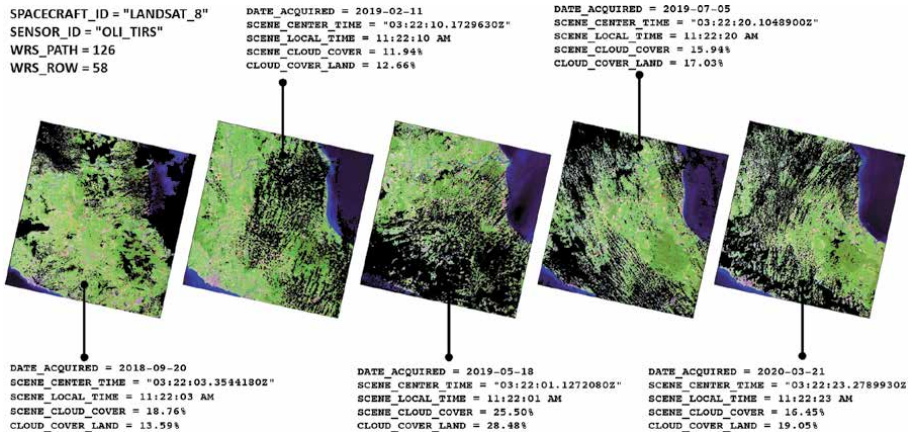 SPACECRAFT_ID = "LANDSAT_8"
SENSOR_ID = "OLI_TIRS"
WRS_PATH = 126
WRS_ROW = 58
DATE_ACQUIRED = 2019-02-11
SCENE_CENTER_TIME = "03:22:10.1729630Z"
SCENE_LOCAL_TIME = 11:22:10 AM
SCENE_CLOUD_COVER = 11.94%
CLOUD_COVER_LAND = 12.66%
DATE_ACQUIRED = 2019-07-05
SCENE_CENTER_TIME = "03:22:20.1048900Z"
SCENE_LOCAL_TIME = 11:22:20 AM
SCENE_CLOUD_COVER = 15.94%
CLOUD_COVER_LAND = 17.03%
DATE_ACQUIRED = 2018-09-20
SCENE_CENTER_TIME = "03:22:03.3544180Z"
SCENE_LOCAL_TIME = 11:22:03 AM
SCENE_CLOUD_COVER = 18.76%
CLOUD_COVER_LAND = 13.59%
DATE_ACQUIRED = 2019-05-18
SCENE_CENTER_TIME = "03:22:01.1272080Z"
SCENE_LOCAL_TIME = 11:22:01 AM
SCENE_CLOUD_COVER = 25.50%
CLOUD_COVER_LAND = 28.48%
DATE_ACQUIRED = 2020-03-21
SCENE_CENTER_TIME = "03:22:23.2789930Z"
SCENE_LOCAL_TIME = 11:22:23 AM
SCENE_CLOUD_COVER = 16.45%
CLOUD_COVER_LAND = 19.05%